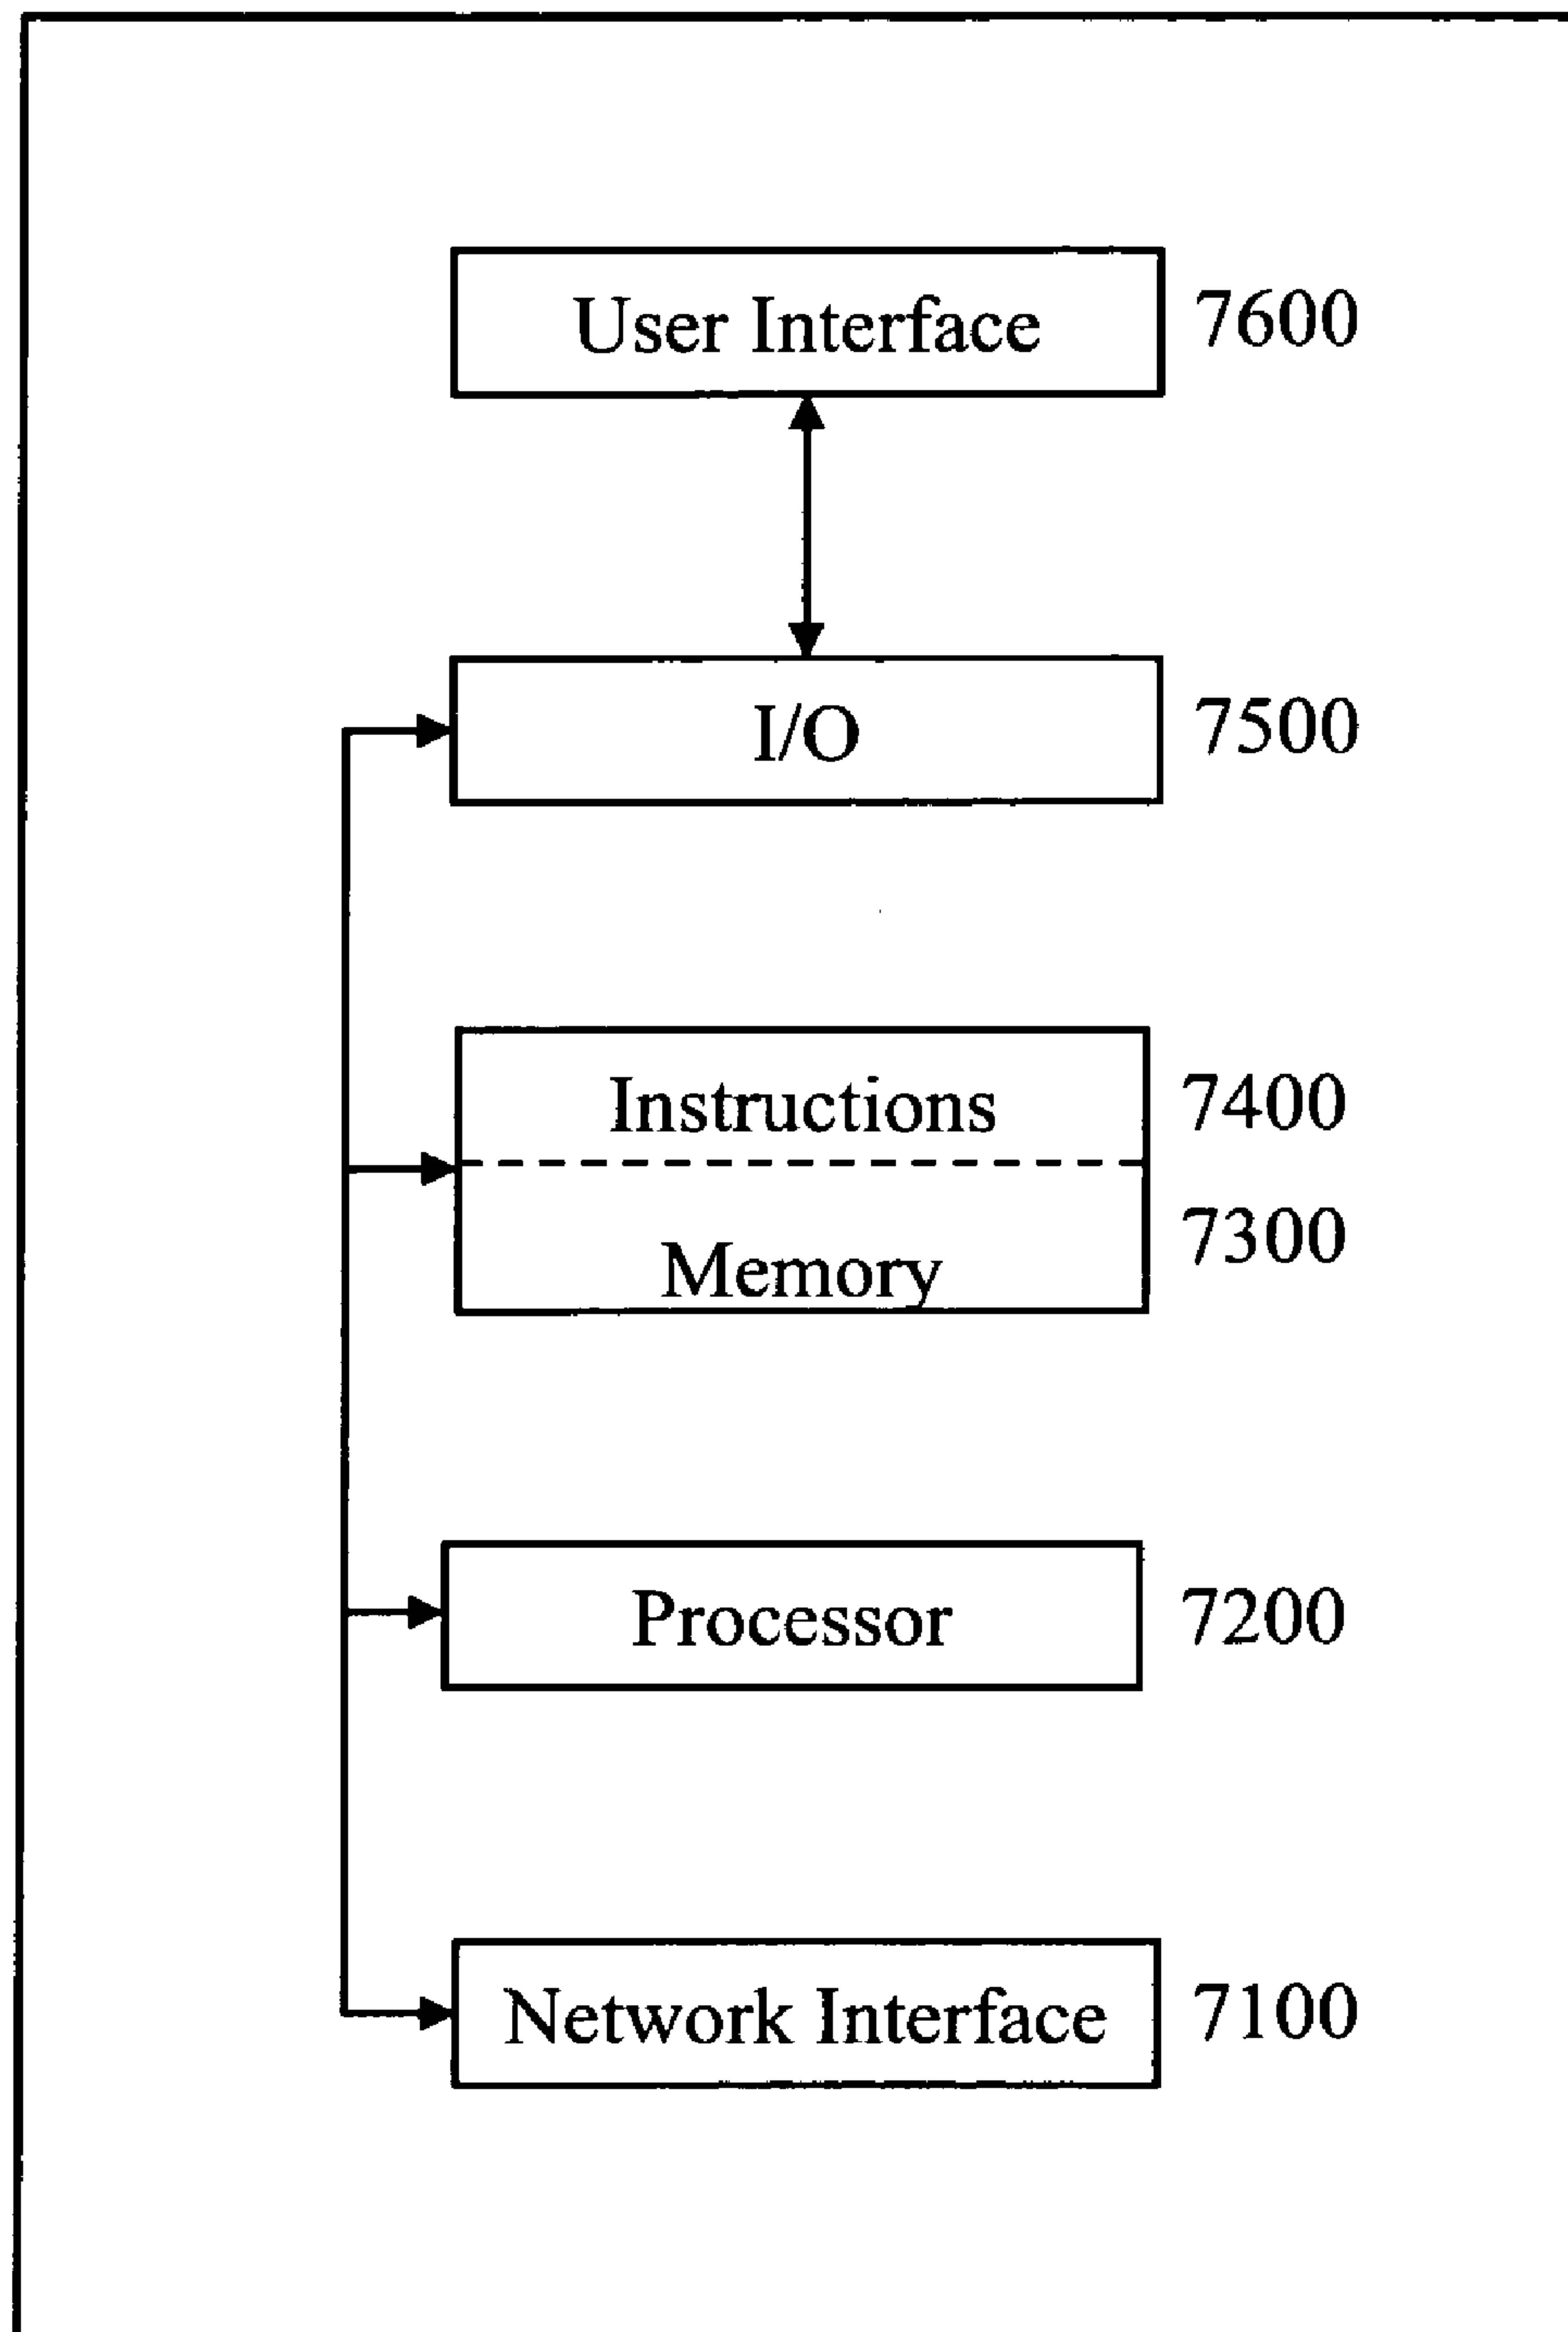 User Interface 7600
I/O 7500
Instructions 7400
Memory 7300
Processor 7200
Network Interface 7100